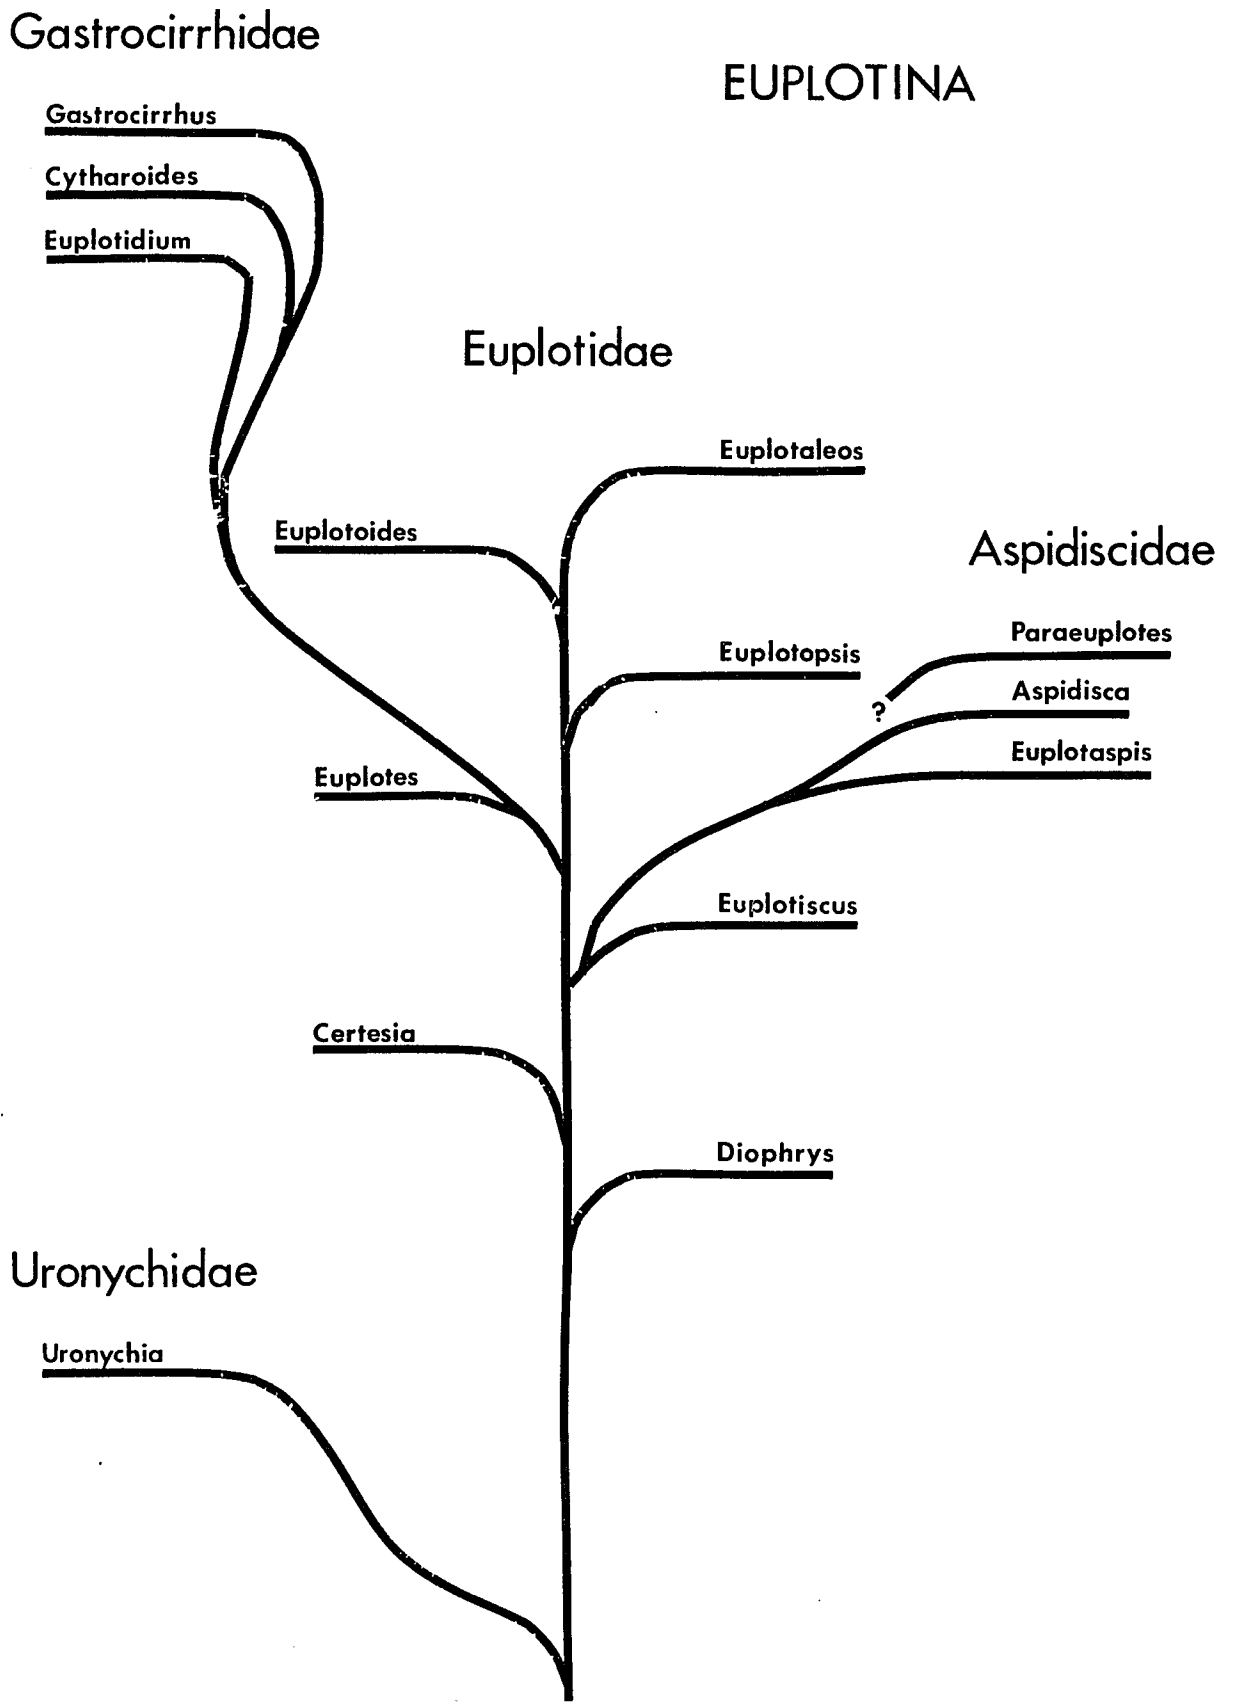 Gastrocirrhidae
EUPLOTINA
Gastrocirrhus
Cytharoides
Euplotidium
Euplotidae
Euplotaleos
Euplotoides
Aspidiscidae
Paraeuplotes
Euplotopsis
Aspidisca
?
Euplotaspis
Euplotes
Euplotiscus
Certesia
Diophrys
Uronychidae
Uronychia